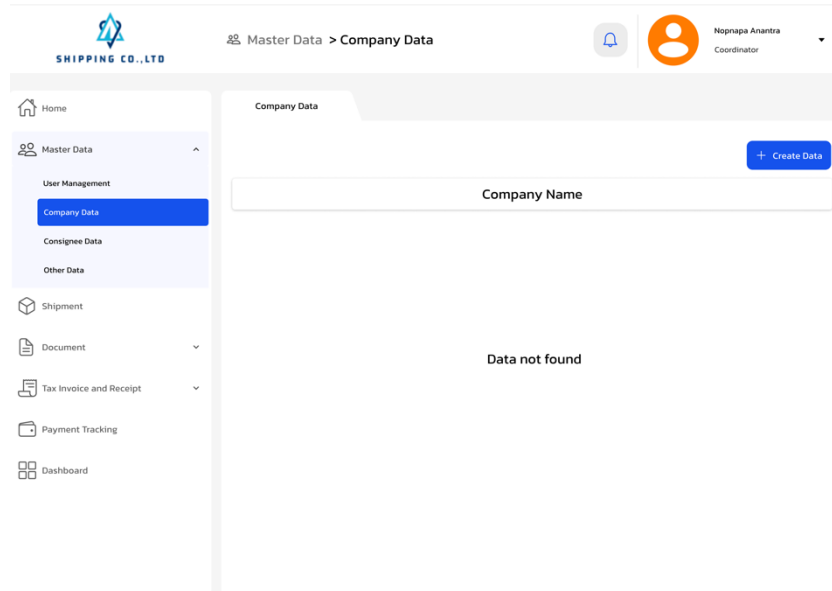 SHIPPING CO.,LTD
Master Data > Company Data
Nopnapa Anantra
Coordinator
Home
Master Data
User Management
Company Data
Consignee Data
Other Data
Shipment
Document
Tax Invoice and Receipt
Payment Tracking
Dashboard
Company Data
+ Create Data
Company Name
Data not found